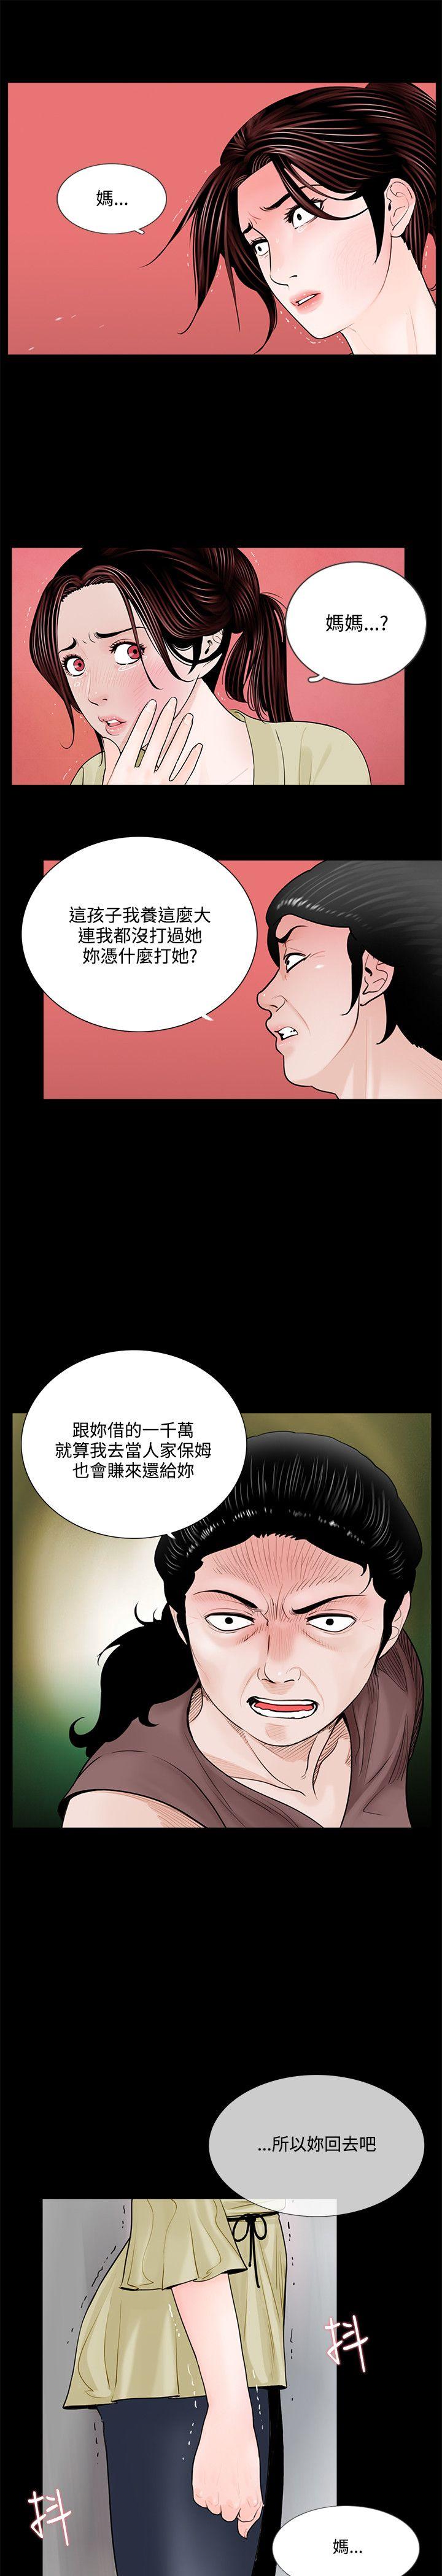 媽...
媽媽...?
這孩子我養這麼大
連我都沒打過她
妳憑什麼打她?
跟妳借的一千萬
就算我去當人家保姆
也會賺來還給妳
...所以妳回去吧
抖
抖
媽...